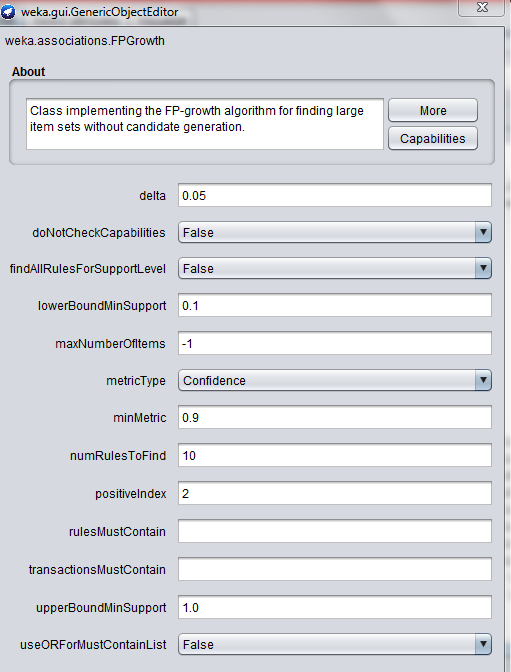 weka.gui.GenericObjectEditor
weka.associations.FPGrowth
About
Class implementing the FP-growth algorithm for finding large
item sets without candidate generation.
More
Capabilities
delta 0.05
doNotCheckCapabilities False
findAllRulesForSupportLevel False
lowerBoundMinSupport 0.1
maxNumberOfItems -1
metricType Confidence
minMetric 0.9
numRulesToFind 10
positiveIndex 2
rulesMustContain
transactionsMustContain
upperBoundMinSupport 1.0
useORForMustContainList False